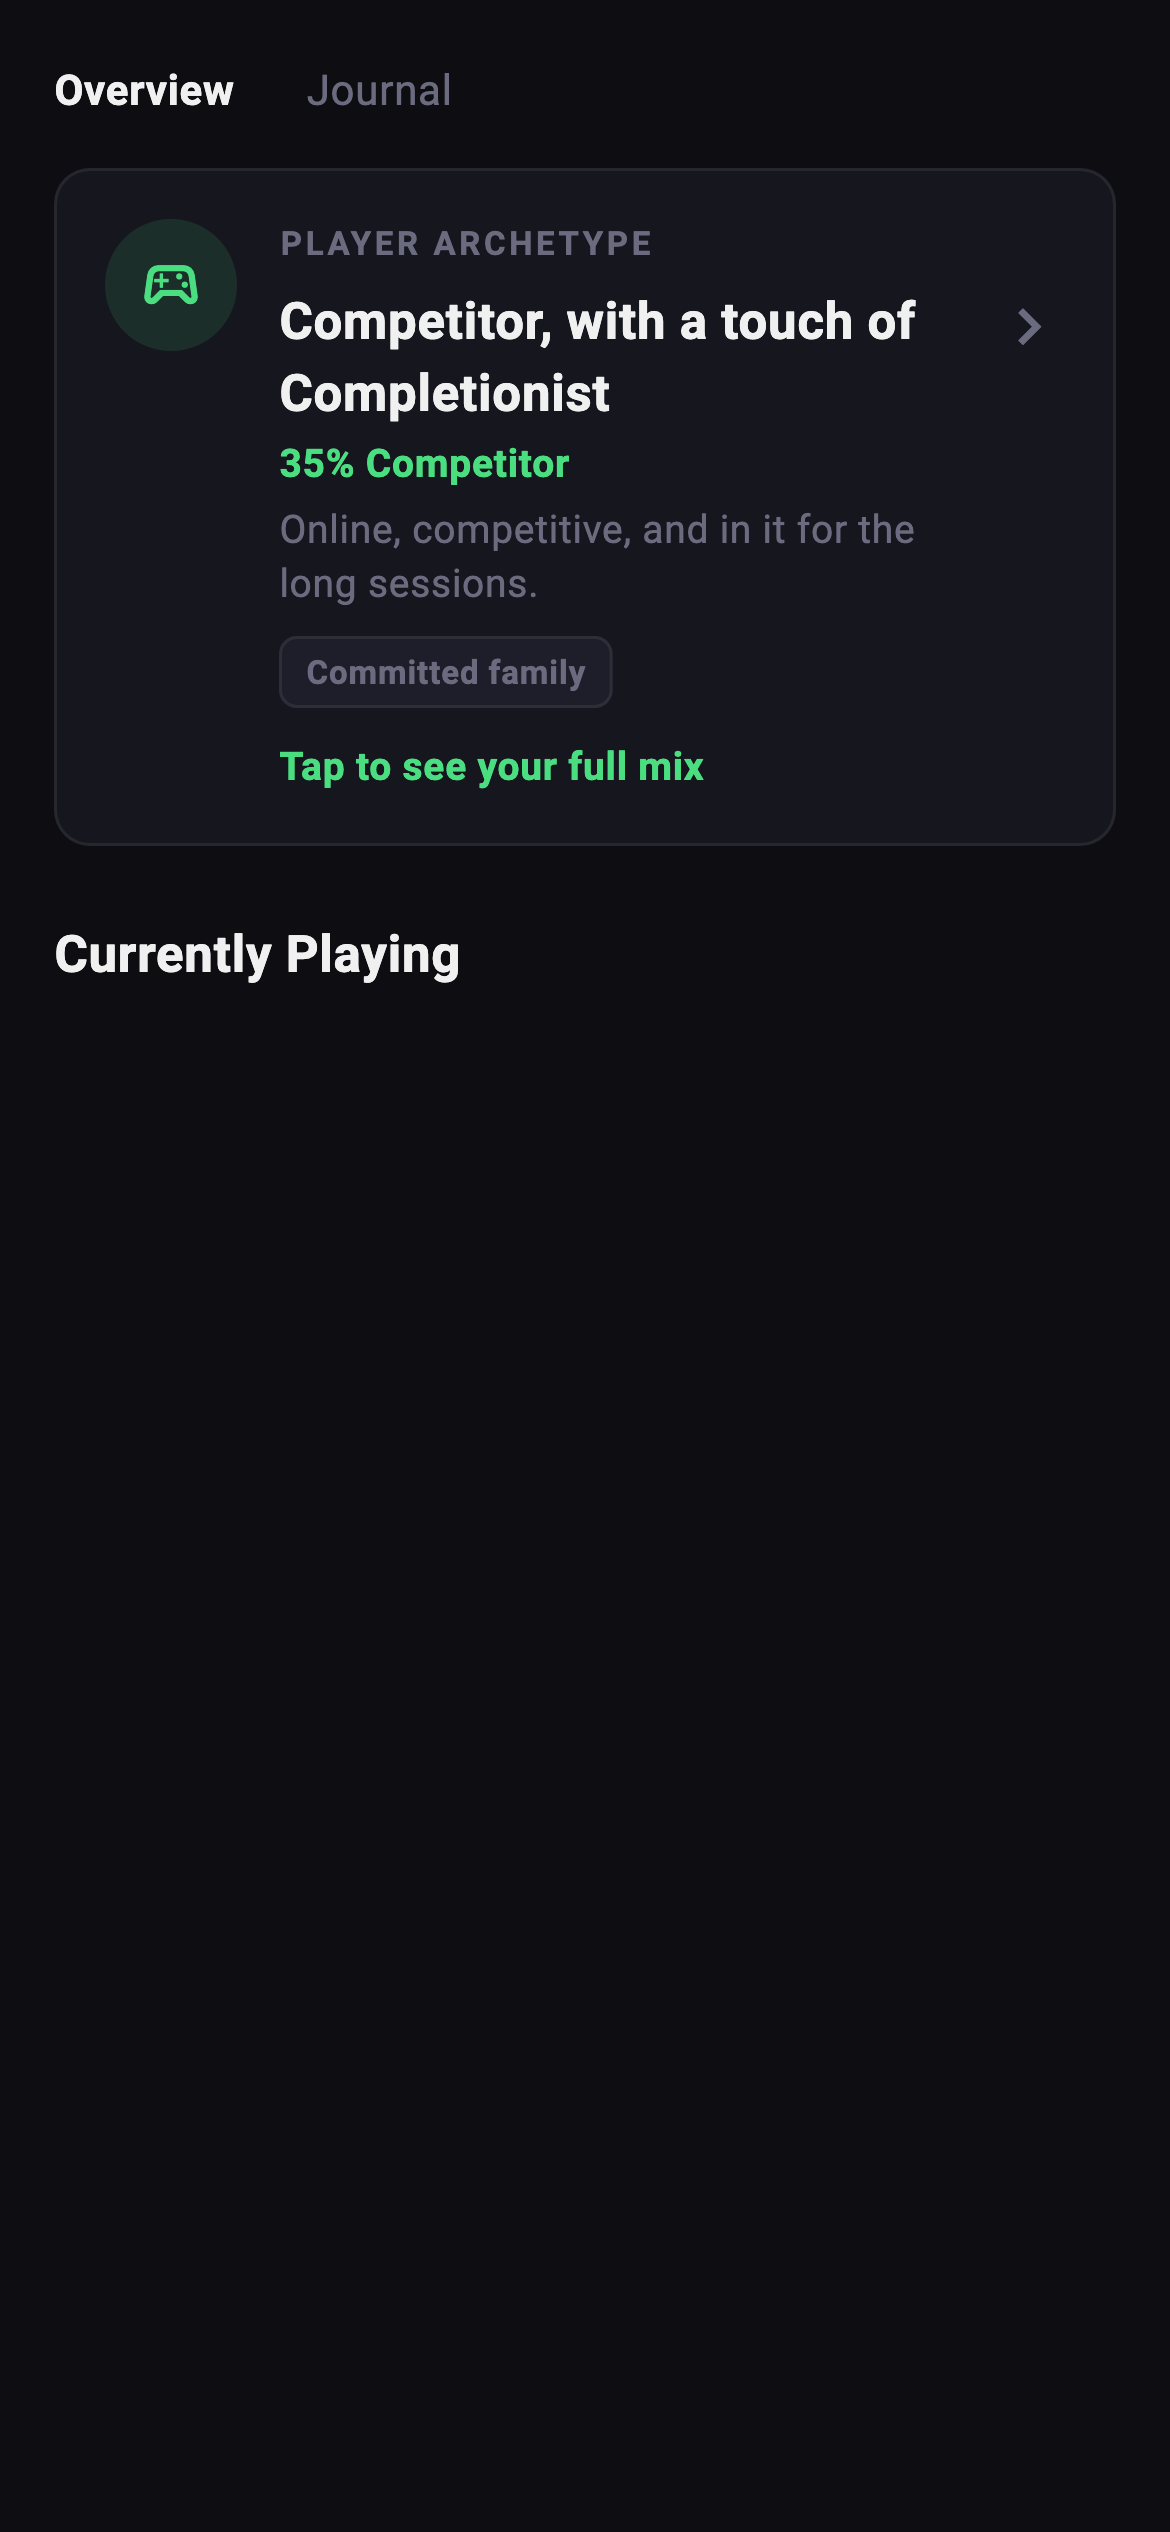 Overview
Journal
PLAYER ARCHETYPE
Competitor, with a touch of
Completionist
35% Competitor
Online, competitive, and in it for the
long sessions.
Committed family
Tap to see your full mix
Currently Playing